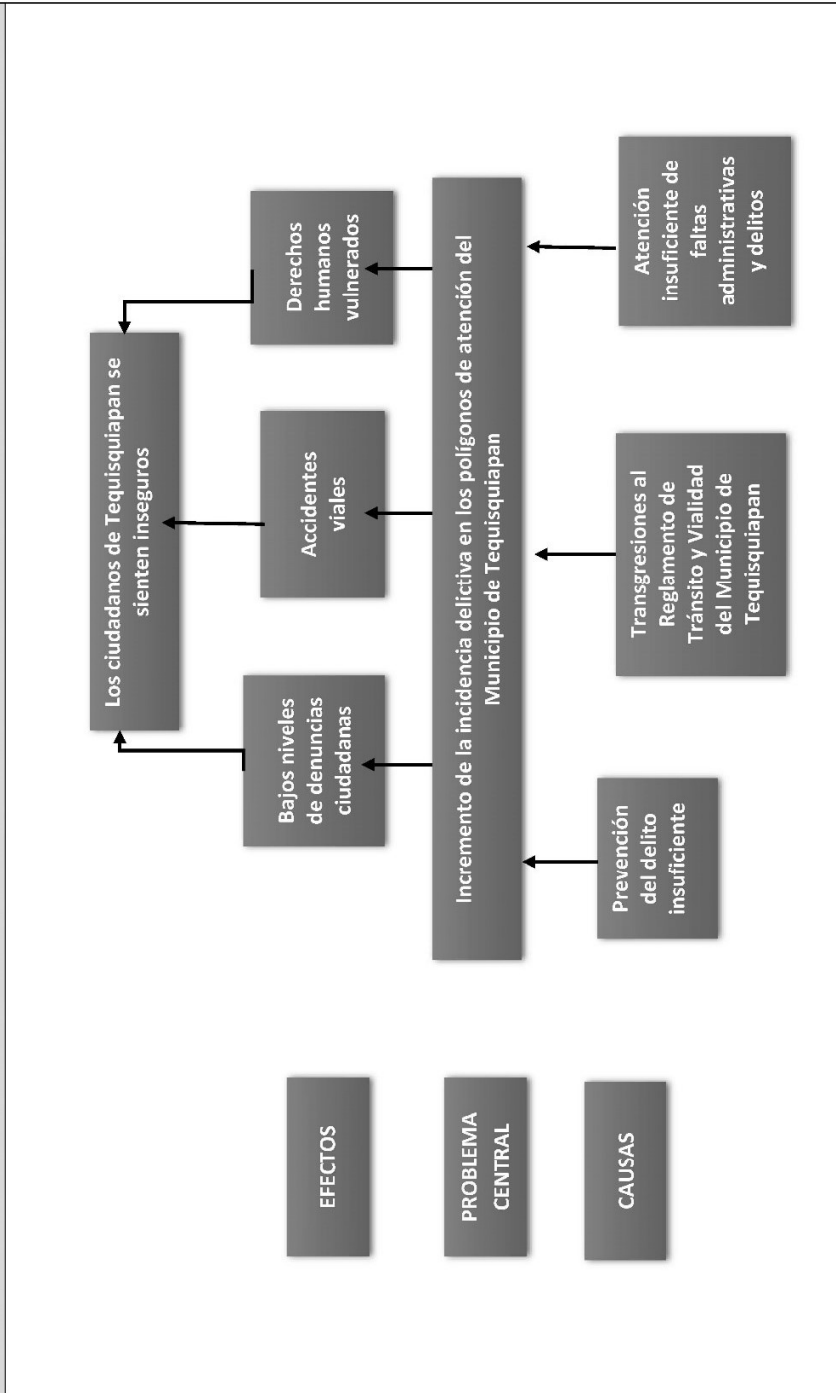 Los ciudadanos de Tequisquiapan se
sienten inseguros
EFECTOS
Bajos niveles
de denuncias
ciudadanas
Accidentes
viales
Derechos
humanos
vulnerados
PROBLEMA
CENTRAL
Incremento de la incidencia delictiva en los polígonos de atención del
Municipio de Tequisquiapan
CAUSAS
Prevención
del delito
insuficiente
Transgresiones al
Reglamento de
Tránsito y Vialidad
del Municipio de
Tequisquiapan
Atención
insuficiente de
faltas
administrativas
y delitos